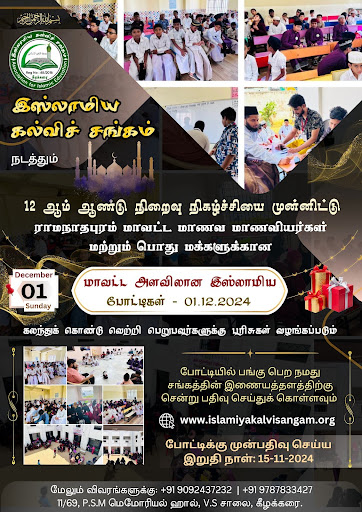 இஸ்லாமிய
கல்விச் சங்கம்
நடத்தும்
12 ஆம் ஆண்டு நிறைவு நிகழ்ச்சியை முன்னிட்டு
ராமநாதபுரம் மாவட்ட மாணவ மாணவியர்கள்
மற்றும் பொது மக்களுக்கான
December
01
Sunday
மாவட்ட அளவிலான இஸ்லாமிய
போட்டிகள் - 01.12.2024
கலந்துக் கொண்டு வெற்றி பெறுபவர்களுக்கு பரிசுகள் வழங்கப்படும்
போட்டியில் பங்கு பெற நமது
சங்கத்தின் இணையத்தளத்திற்கு
சென்று பதிவு செய்துக் கொள்ளவும்
www.islamiyakalvisangam.org
போட்டிக்கு முன்பதிவு செய்ய
இறுதி நாள்: 15-11-2024
மேலும் விவரங்களுக்கு: +91 9092437232 | +91 9787833427
11/69, P.S.M மெமோரியல் ஹால், V.S சாலை, கீழக்கரை.